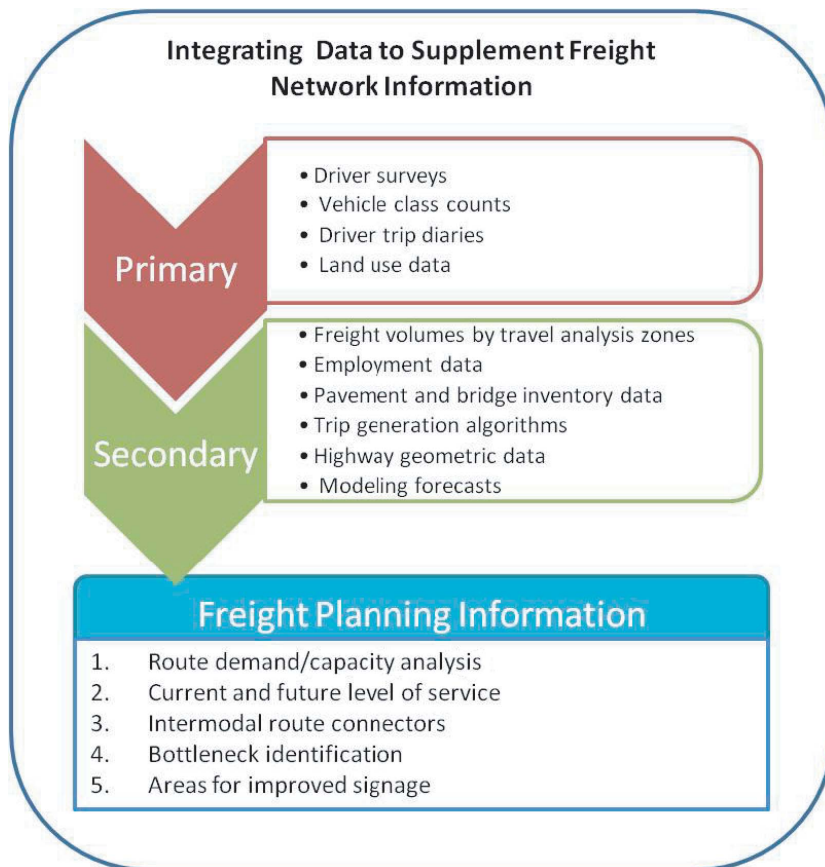 Integrating Data to Supplement Freight
Network Information
Primary
• Driver surveys
• Vehicle class counts
• Driver trip diaries
• Land use data
Secondary
• Freight volumes by travel analysis zones
• Employment data
• Pavement and bridge inventory data
• Trip generation algorithms
• Highway geometric data
• Modeling forecasts
Freight Planning Information
1. Route demand/capacity analysis
2. Current and future level of service
3. Intermodal route connectors
4. Bottleneck identification
5. Areas for improved signage